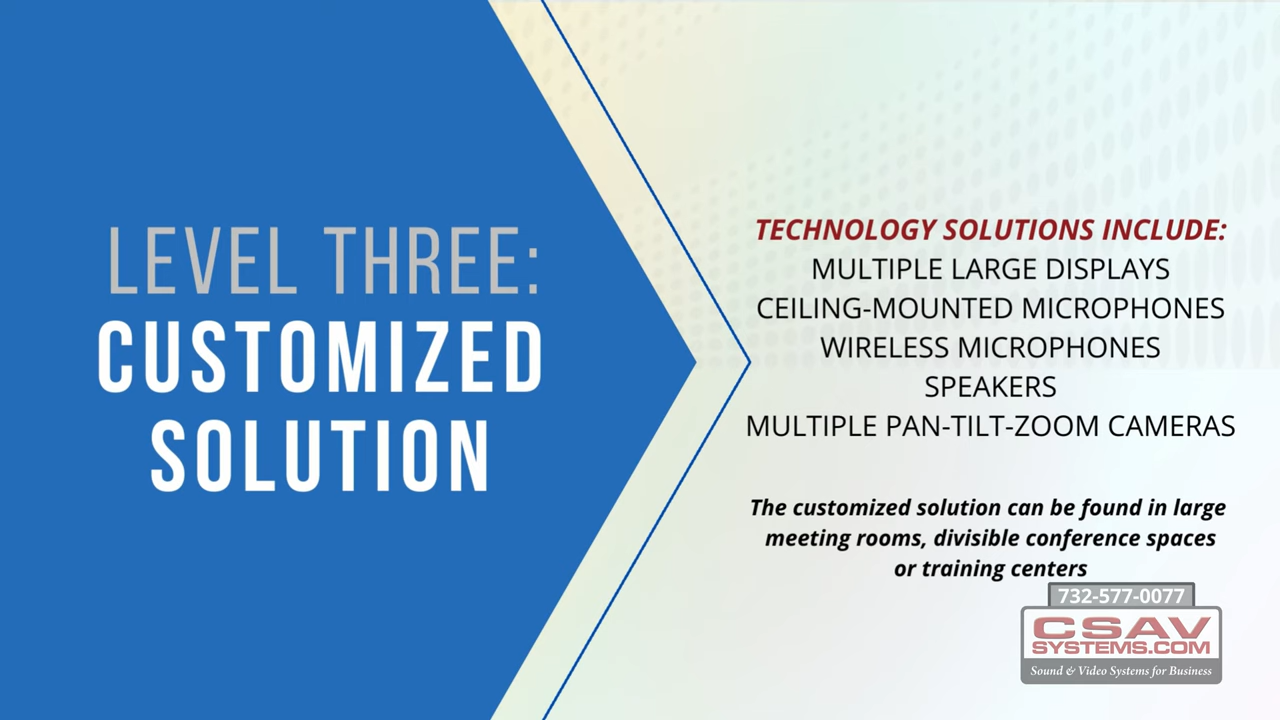 LEVEL THREE:
CUSTOMIZED
SOLUTION
TECHNOLOGY SOLUTIONS INCLUDE:
MULTIPLE LARGE DISPLAYS
CEILING-MOUNTED MICROPHONES
WIRELESS MICROPHONES
SPEAKERS
MULTIPLE PAN-TILT-ZOOM CAMERAS
The customized solution can be found in large
meeting rooms, divisible conference spaces
or training centers
732-577-0077
CSAV
SYSTEMS.COM
Sound & Video Systems for Business